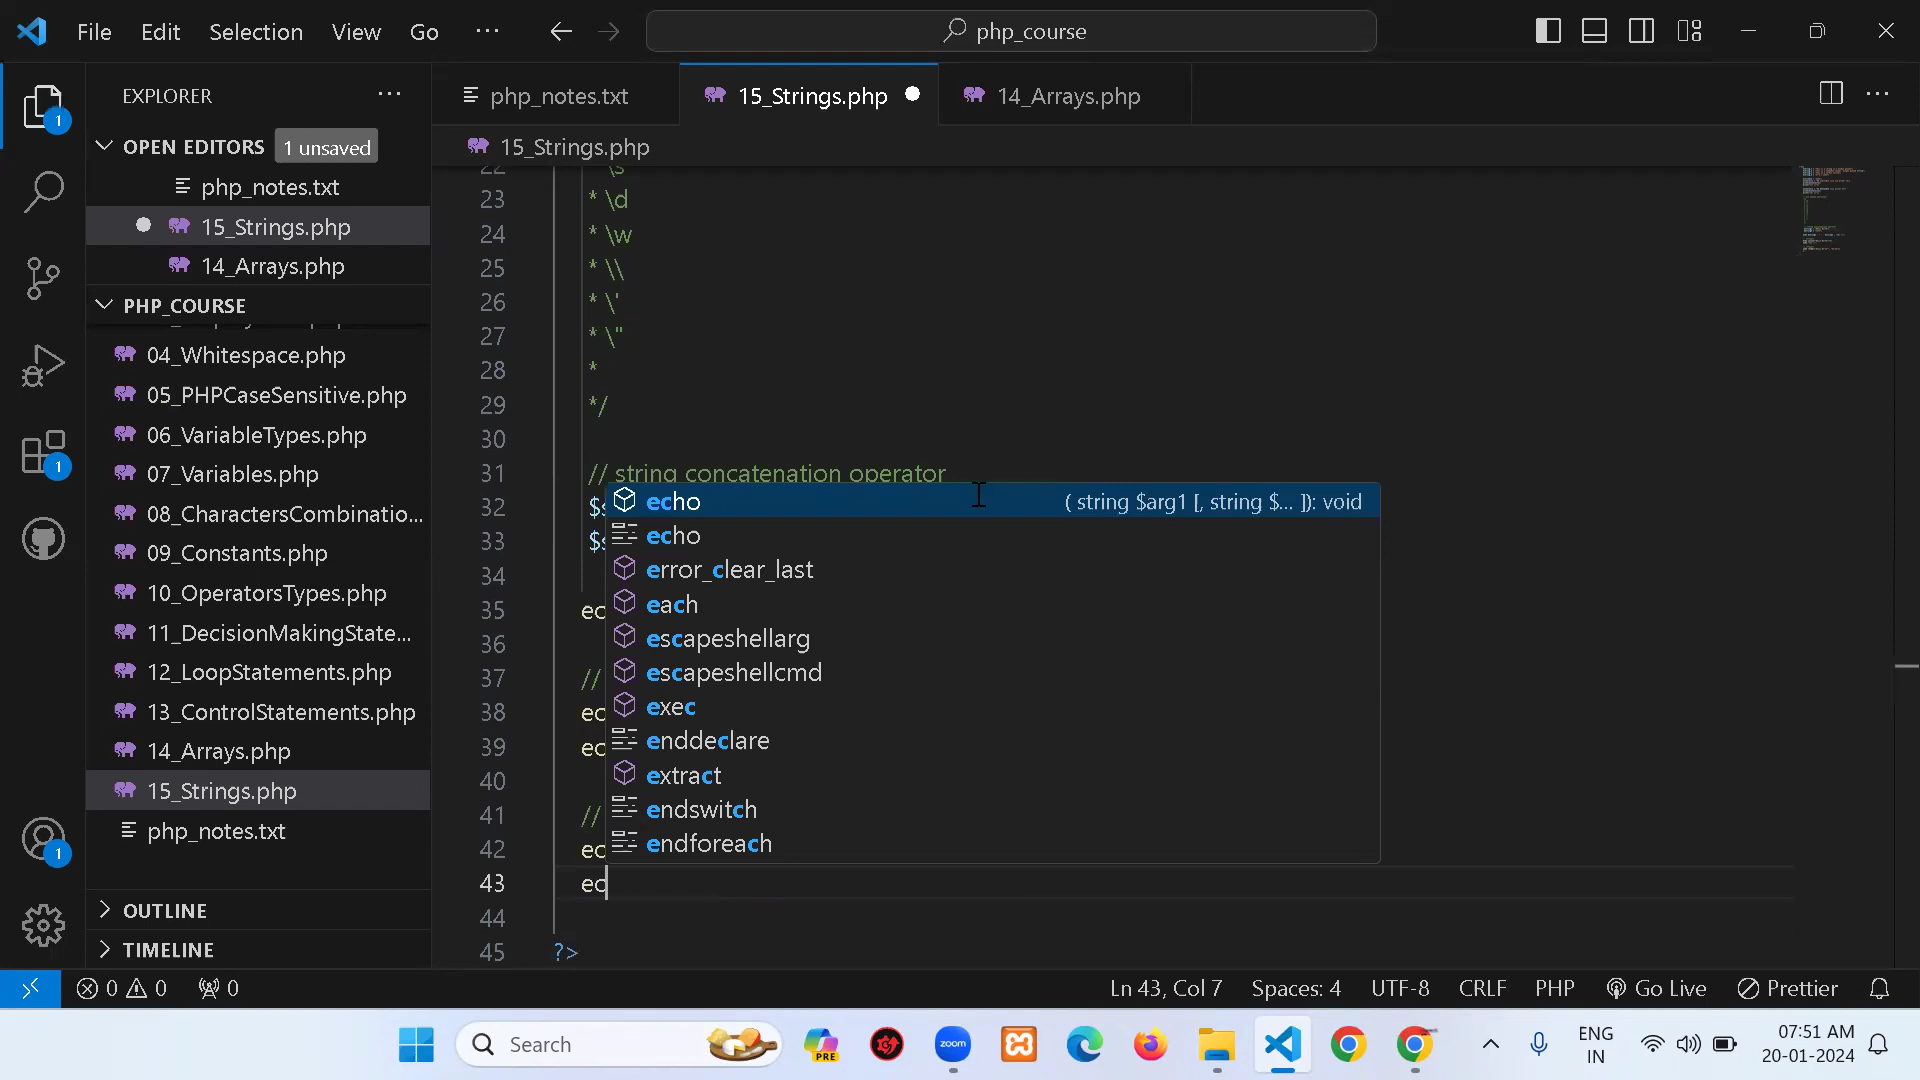 File Edit Selection View Go ··· php_course
EXPLORER ···
OPEN EDITORS 1 unsaved
php_notes.txt
15_Strings.php
14_Arrays.php
PHP_COURSE
04_Whitespace.php
05_PHPCaseSensitive.php
06_VariableTypes.php
07_Variables.php
08_CharactersCombinatio...
09_Constants.php
10_OperatorsTypes.php
11_DecisionMakingState...
12_LoopStatements.php
13_ControlStatements.php
14_Arrays.php
15_Strings.php
php_notes.txt
OUTLINE
TIMELINE
php_notes.txt 15_Strings.php 14_Arrays.php ···
15_Strings.php
22 * \s
23 * \d
24 * \w
25 * \\
26 * \'
27 * \"
28 *
29 */
30
31 // string concatenation operator
32 $s
33 $s
34
35 ec
36
37 //
38 ec
39 ec
40
41 //
42 ec
43 ec
44
45 ?>
echo ( string $arg1 [, string $... ]): void
echo
error_clear_last
each
escapeshellarg
escapeshellcmd
exec
enddeclare
extract
endswitch
endforeach
1
1
1
0 0 0 Ln 43, Col 7 Spaces: 4 UTF-8 CRLF PHP Go Live Prettier
Search PRE zoom ENG IN 07:51 AM
20-01-2024